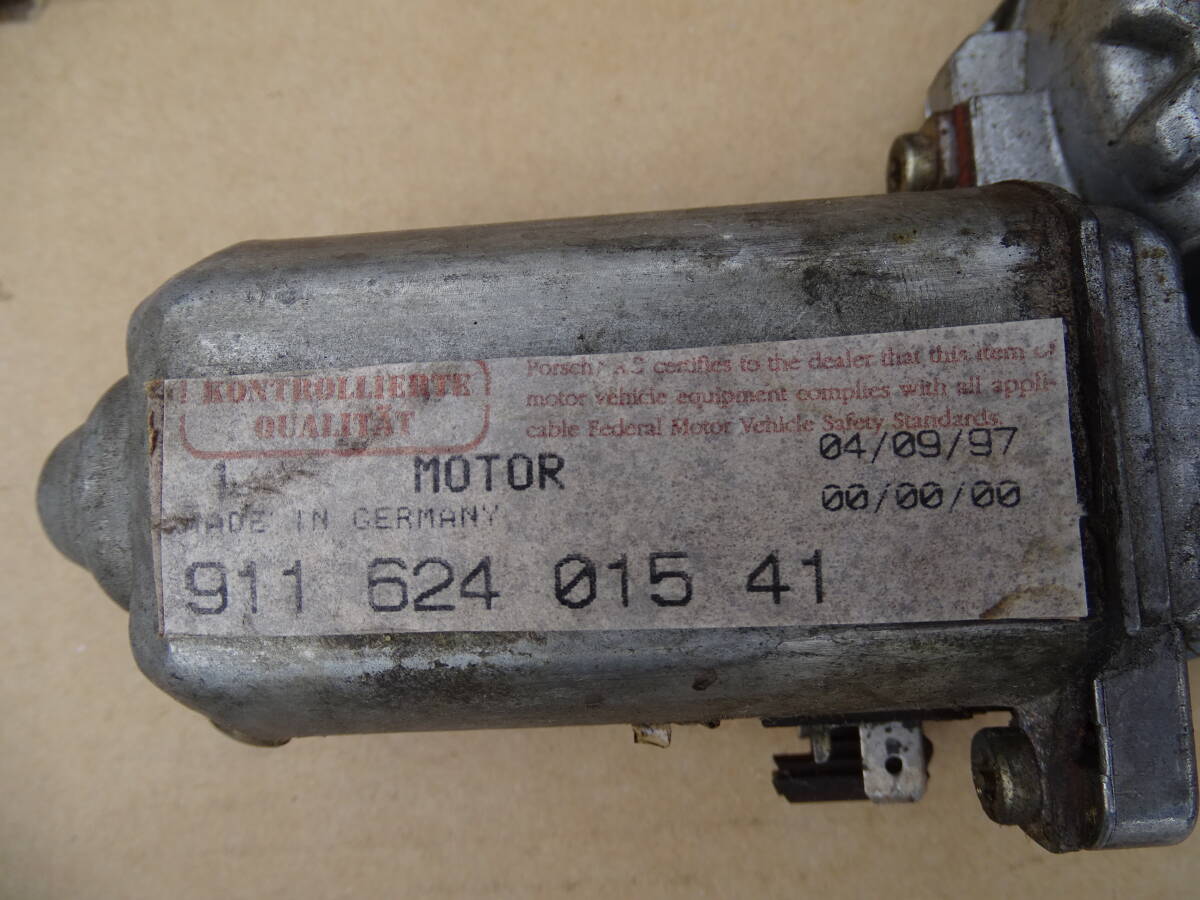 KONTROLLIERTE
QUALITÄT
certifies to the dealer that this item of
motor vehicle equipment complies with all appli-
cable Federal Motor Vehicle Safety Standards.
1 MOTOR 04/09/97
MADE IN GERMANY 00/00/00
911 624 015 41